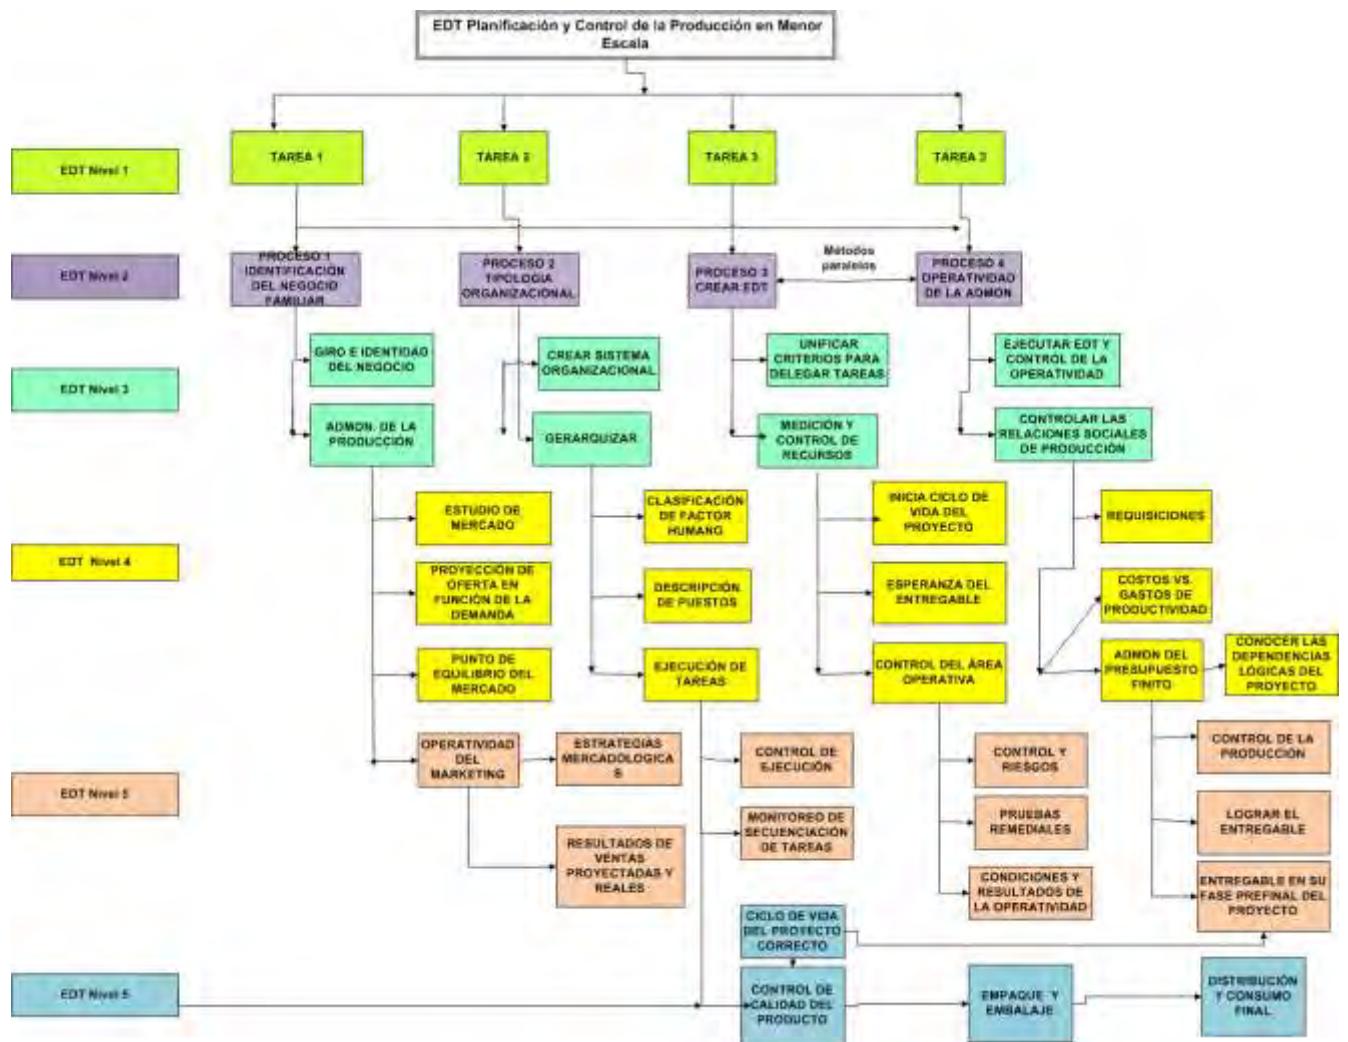 EDT Planificación y Control de la Producción en Menor
Escala
TAREA 1
TAREA 2
TAREA 3
TAREA 3
EDT Nivel 1
EDT Nivel 2
PROCESO 1
IDENTIFICACIÓN
DEL NEGOCIO
FAMILIAR
PROCESO 2
TIPOLOGIA
ORGANIZACIONAL
PROCESO 3
CREAR EDT
Métodos
paralelos
PROCESO 4
OPERATIVIDAD
DE LA ADMON
EDT Nivel 3
GIRO E IDENTIDAD
DEL NEGOCIO
CREAR SISTEMA
ORGANIZACIONAL
UNIFICAR
CRITERIOS PARA
DELEGAR TAREAS
EJECUTAR EDT Y
CONTROL DE LA
OPERATIVIDAD
ADMON. DE LA
PRODUCCIÓN
GERARQUIZAR
MEDICIÓN Y
CONTROL DE
RECURSOS
CONTROLAR LAS
RELACIONES SOCIALES
DE PRODUCCIÓN
EDT Nivel 4
ESTUDIO DE
MERCADO
CLASIFICACIÓN
DE FACTOR
HUMANO
INICIA CICLO DE
VIDA DEL
PROYECTO
REQUISICIONES
PROYECCIÓN DE
OFERTA EN
FUNCIÓN DE LA
DEMANDA
DESCRIPCIÓN
DE PUESTOS
ESPERANZA DEL
ENTREGABLE
COSTOS VS.
GASTOS DE
PRODUCTIVIDAD
PUNTO DE
EQUILIBRIO DEL
MERCADO
EJECUCIÓN DE
TAREAS
CONTROL DEL ÁREA
OPERATIVA
ADMON DEL
PRESUPUESTO
FINITO
CONOCER LAS
DEPENDENCIAS
LÓGICAS DEL
PROYECTO
EDT Nivel 5
OPERATIVIDAD
DEL
MARKETING
ESTRATEGIAS
MERCADOLOGICA
S
CONTROL DE
EJECUCIÓN
CONTROL Y
RIESGOS
CONTROL DE LA
PRODUCCIÓN
RESULTADOS DE
VENTAS
PROYECTADAS Y
REALES
MONITOREO DE
SECUENCIACIÓN
DE TAREAS
PRUEBAS
REMEDIALES
LOGRAR EL
ENTREGABLE
CONDICIONES Y
RESULTADOS DE
LA OPERATIVIDAD
ENTREGABLE EN SU
FASE PREFINAL DEL
PROYECTO
CICLO DE VIDA
DEL PROYECTO
CORRECTO
EDT Nivel 5
CONTROL DE
CALIDAD DEL
PRODUCTO
EMPAQUE Y
EMBALAJE
DISTRIBUCIÓN
Y CONSUMO
FINAL